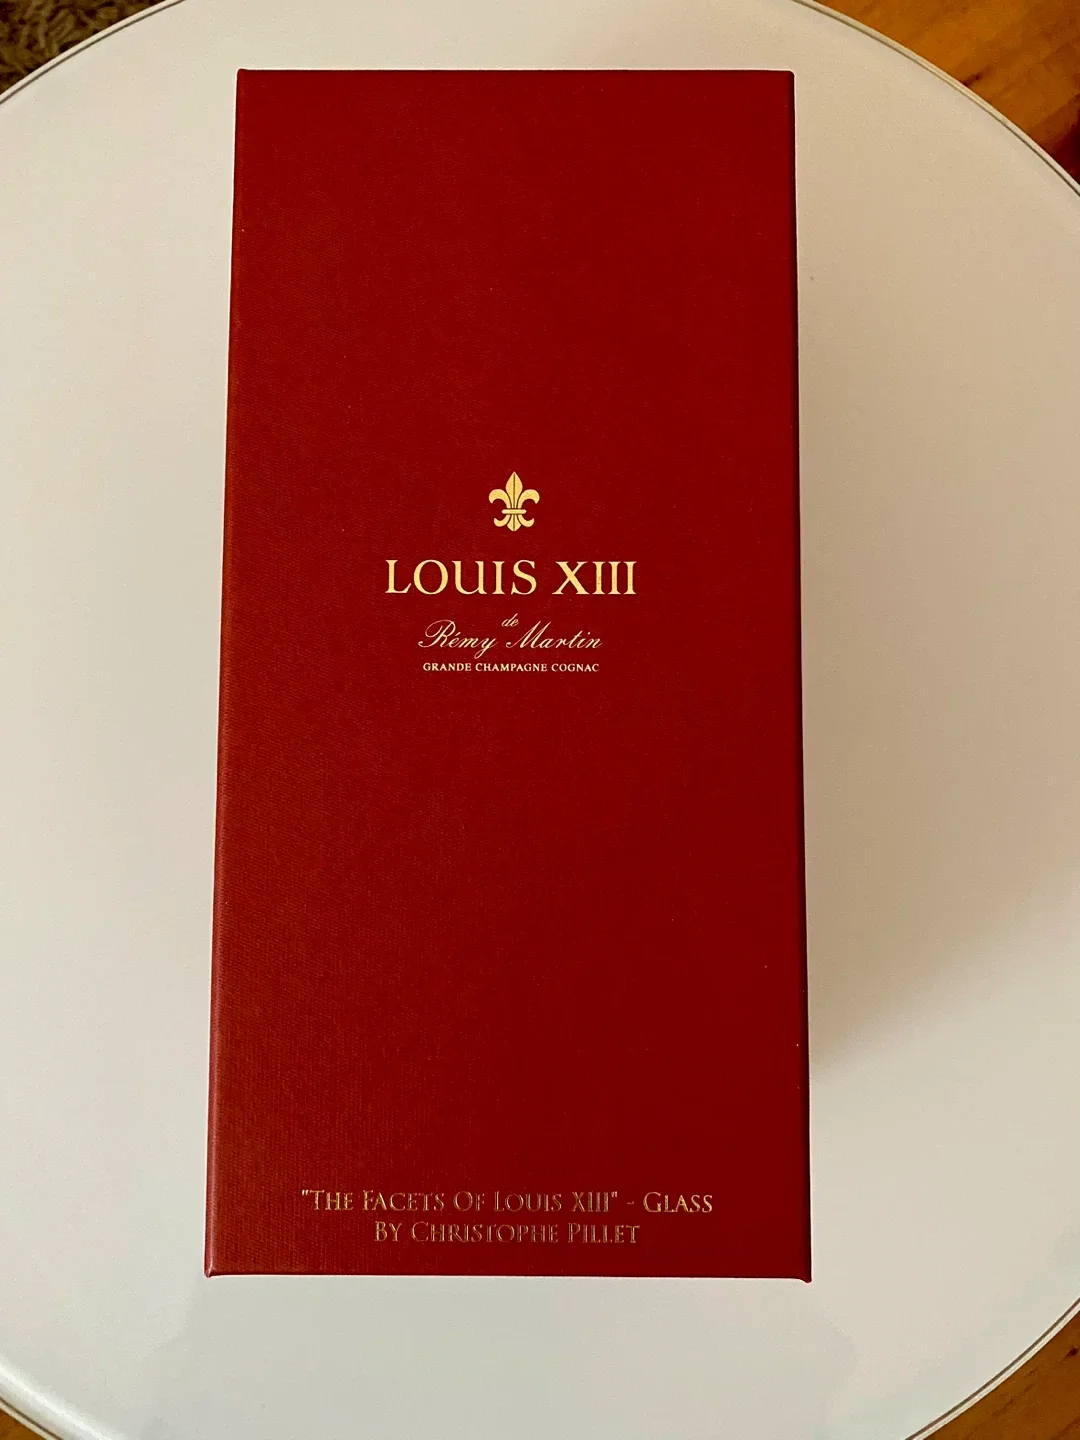 LOUIS XIII
de
Rémy Martin
GRANDE CHAMPAGNE COGNAC
"THE FACETS OF LOUIS XIII" - GLASS
BY CHRISTOPHE PILLET